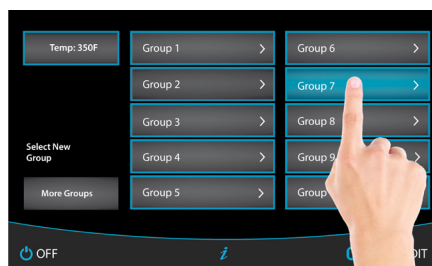 Temp: 350F
Group 1
Group 6
Group 2
Group 7
Group 3
Group 8
Select New
Group
Group 4
Group 9
More Groups
Group 5
Group
OFF
i